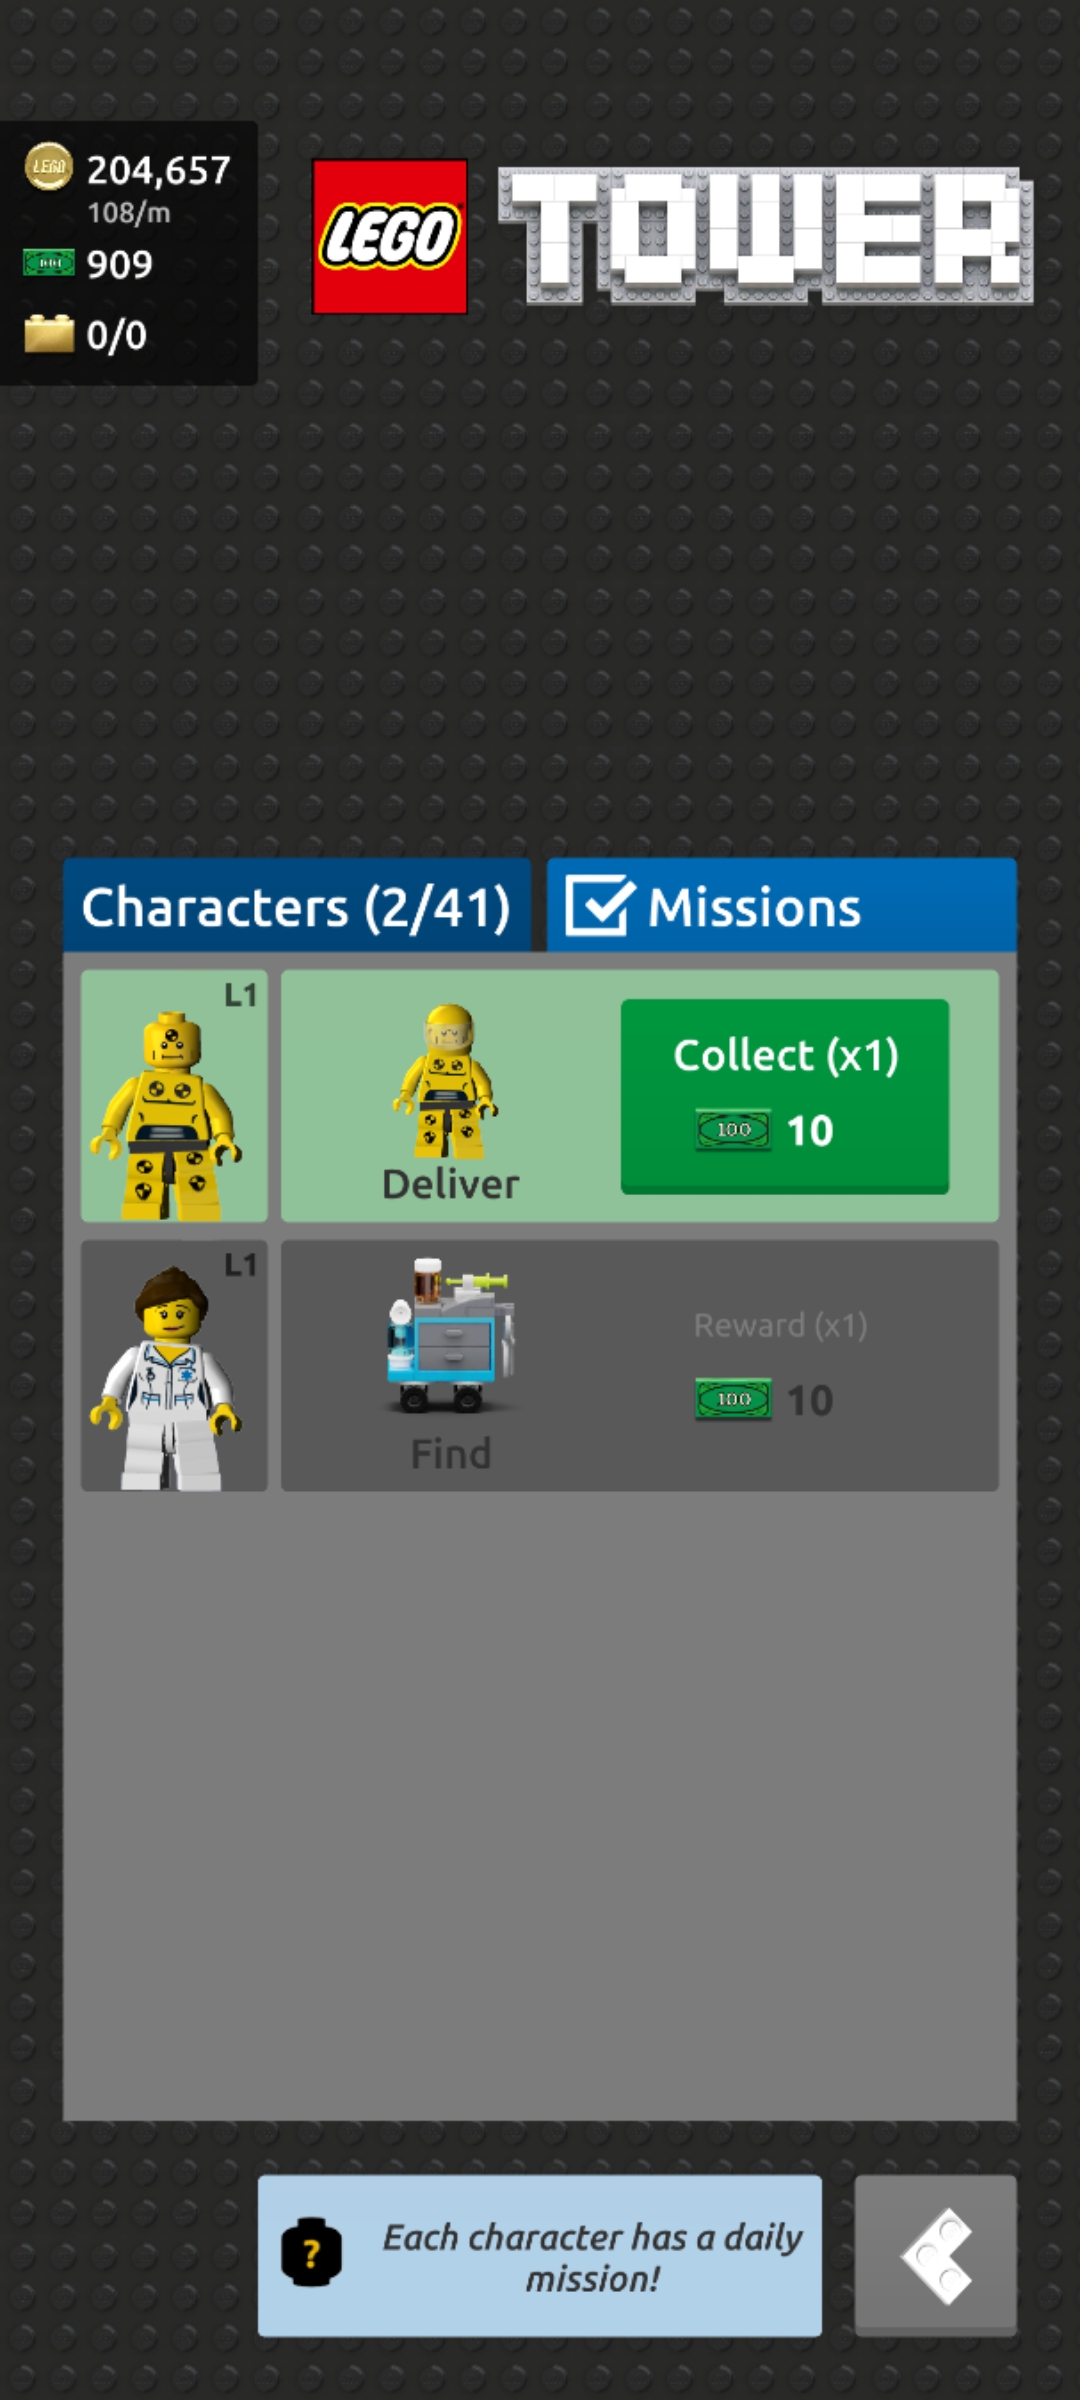 LEGO
204,657
108/m
909
0/0
LEGO
TOWER
Characters (2/41)
Missions
L1
Deliver
Collect (x1)
100
10
L1
Find
Reward (x1)
100
10
?
Each character has a daily
mission!